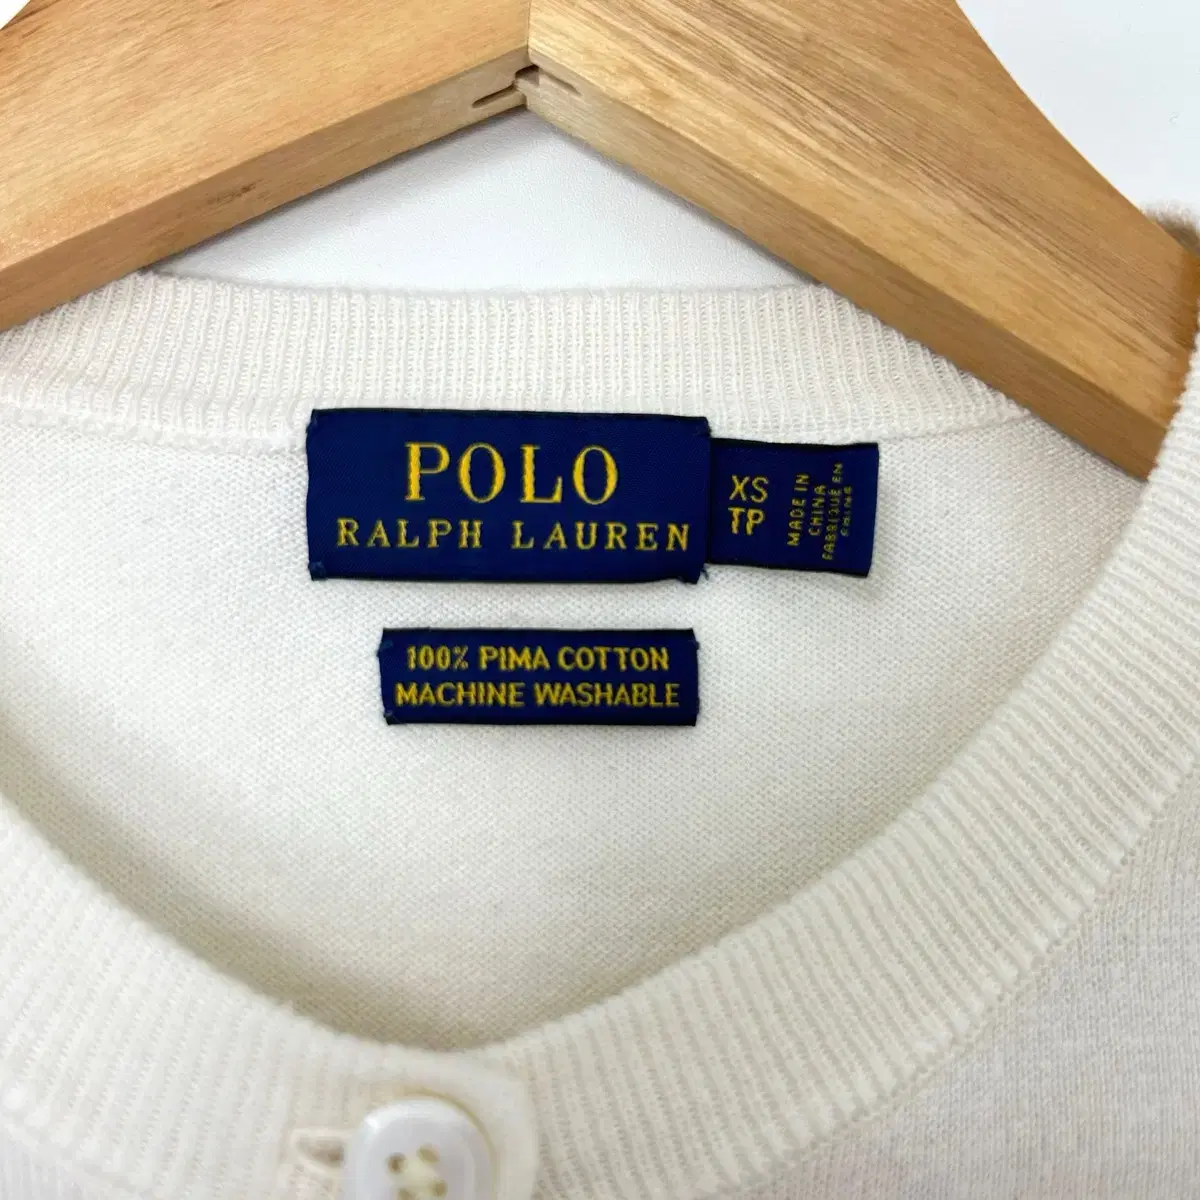 POLO
RALPH LAUREN
XS
TP
MADE IN
CHINA
FABRIQUÉ EN
CHINE
100% PIMA COTTON
MACHINE WASHABLE